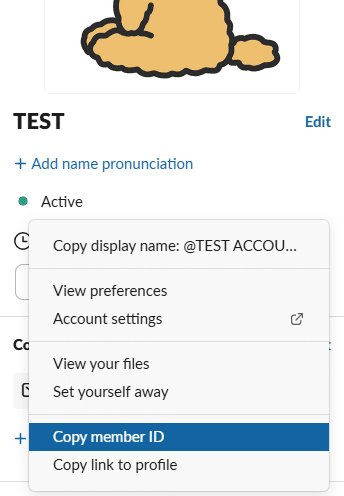 TEST
Edit
+ Add name pronunciation
Active
Copy display name: @TEST ACCOU...
View preferences
Account settings
Co
View your files
Set yourself away
+
Copy member ID
Copy link to profile